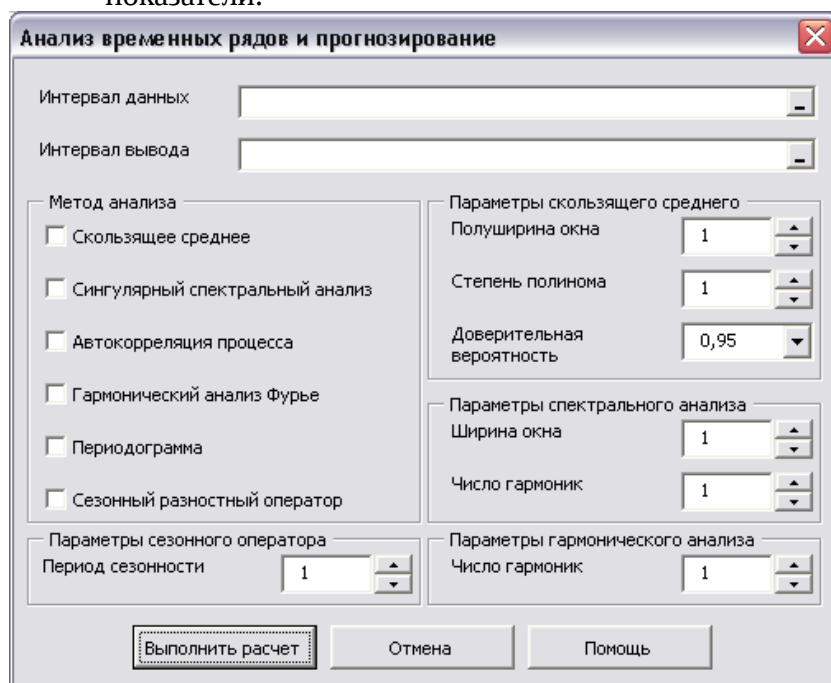 показатели.
Анализ временных рядов и прогнозирование
Интервал данных
Интервал вывода
Метод анализа
Скользящее среднее
Сингулярный спектральный анализ
Автокорреляция процесса
Гармонический анализ Фурье
Периодограмма
Сезонный разностный оператор
Параметры скользящего среднего
Полуширина окна 1
Степень полинома 1
Доверительная
вероятность 0,95
Параметры спектрального анализа
Ширина окна 1
Число гармоник 1
Параметры сезонного оператора
Период сезонности 1
Параметры гармонического анализа
Число гармоник 1
Выполнить расчет Отмена Помощь